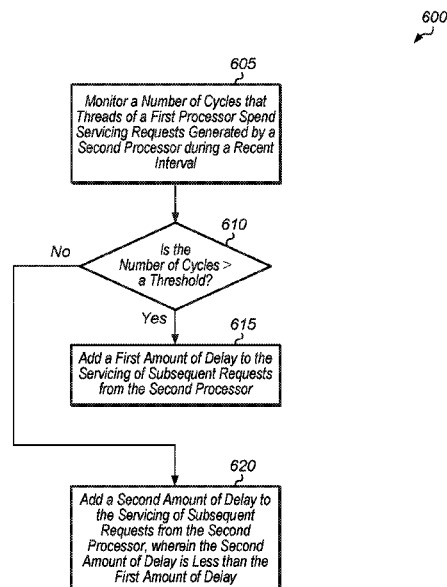 600
605
Monitor a Number of Cycles that
Threads of a First Processor Spend
Servicing Requests Generated by a
Second Processor during a Recent
Interval
610
No
Is the
Number of Cycles >
a Threshold?
Yes
615
Add a First Amount of Delay to the
Servicing of Subsequent Requests
from the Second Processor
620
Add a Second Amount of Delay to
the Servicing of Subsequent
Requests from the Second
Processor, wherein the Second
Amount of Delay is Less than the
First Amount of Delay